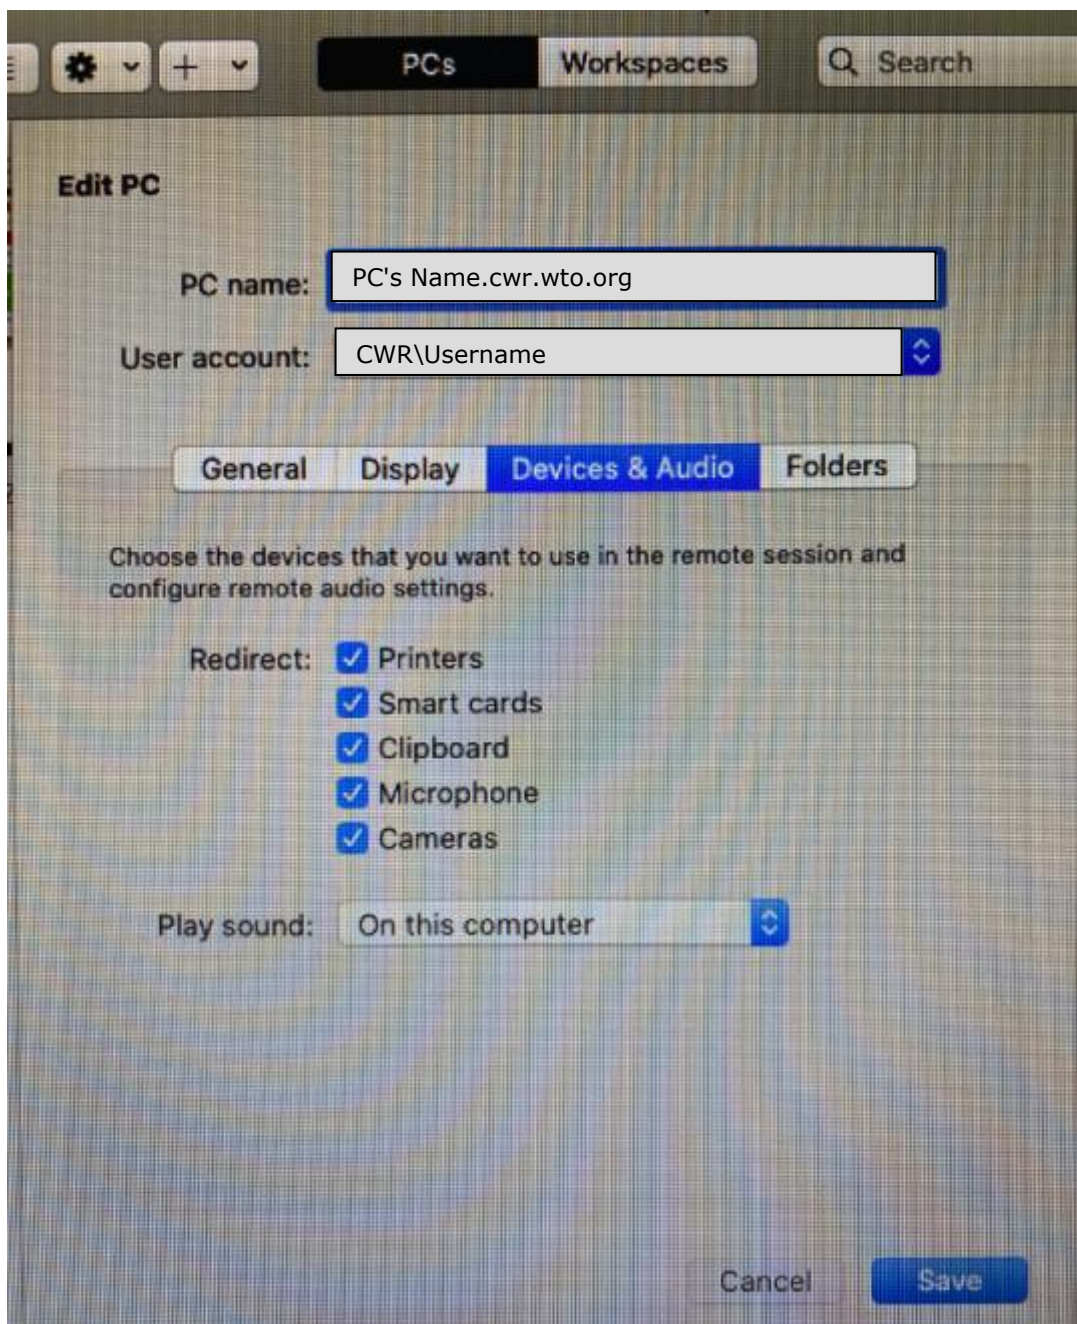 PCs Workspaces Search
Edit PC
PC name: PC's Name.cwr.wto.org
User account: CWR\Username
General Display Devices & Audio Folders
Choose the devices that you want to use in the remote session and
configure remote audio settings.
Redirect: Printers
Smart cards
Clipboard
Microphone
Cameras
Play sound: On this computer
Cancel Save